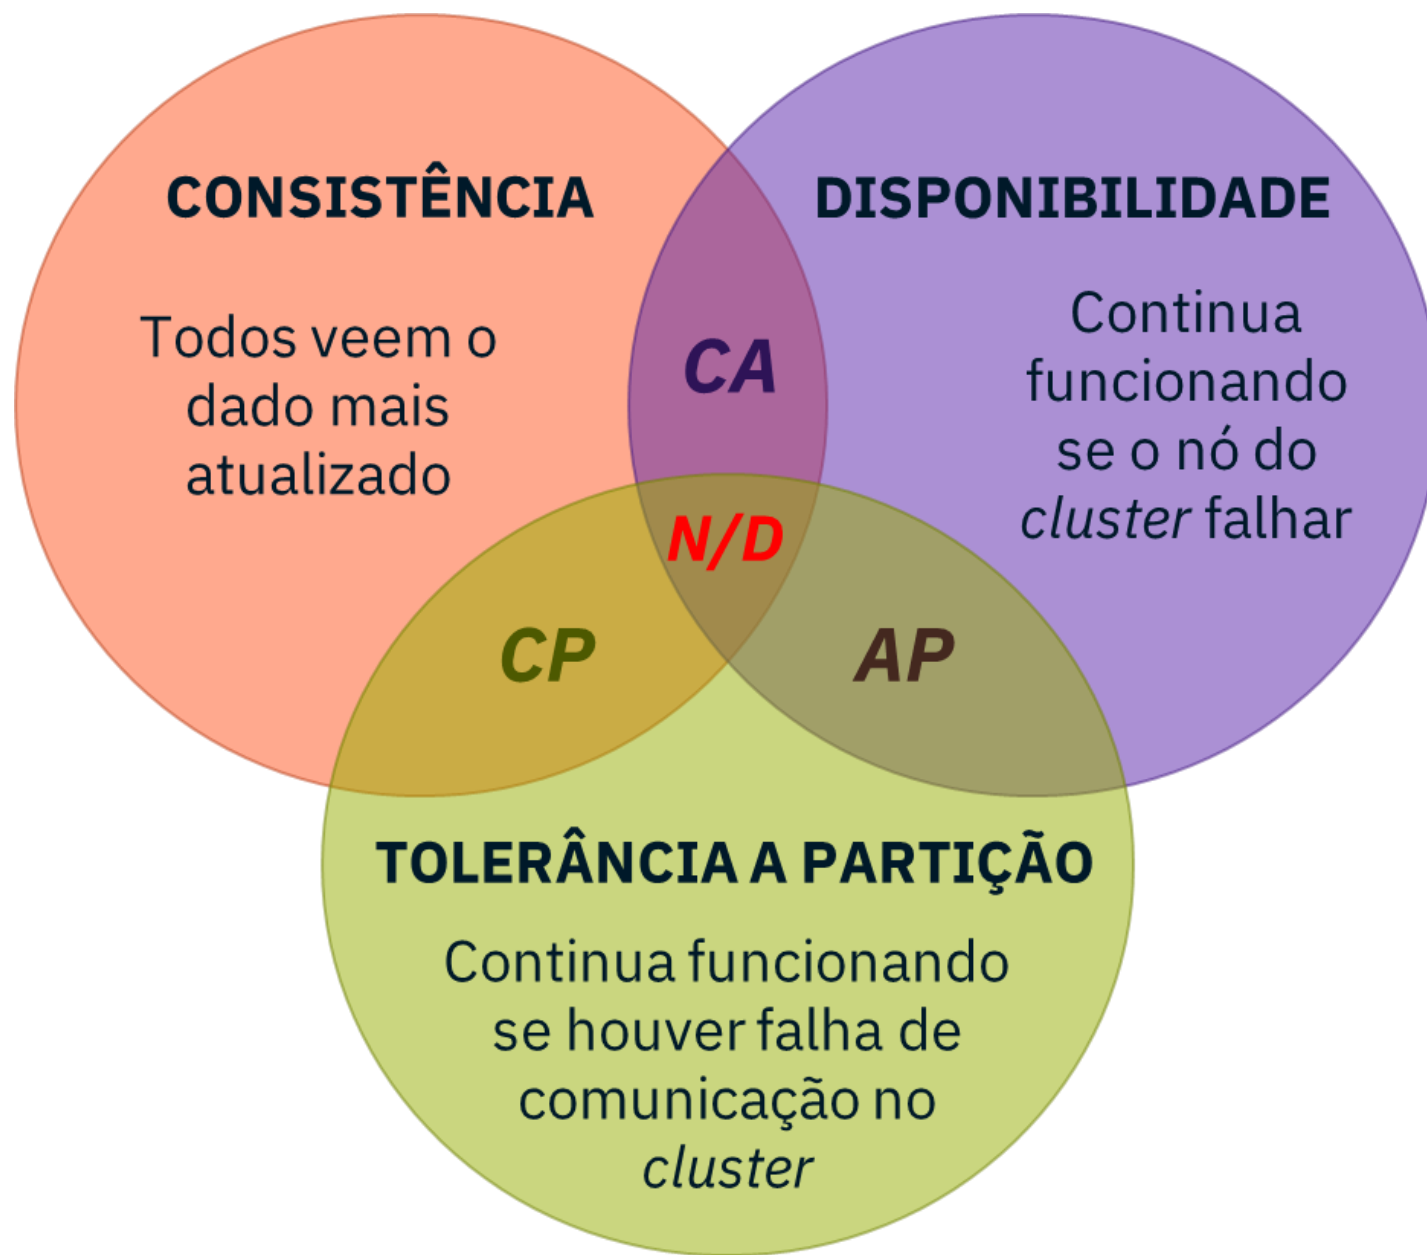 CONSISTÊNCIA
Todos veem o
dado mais
atualizado
DISPONIBILIDADE
Continua
funcionando
se o nó do
cluster falhar
CA
N/D
CP
AP
TOLERÂNCIA A PARTIÇÃO
Continua funcionando
se houver falha de
comunicação no
cluster